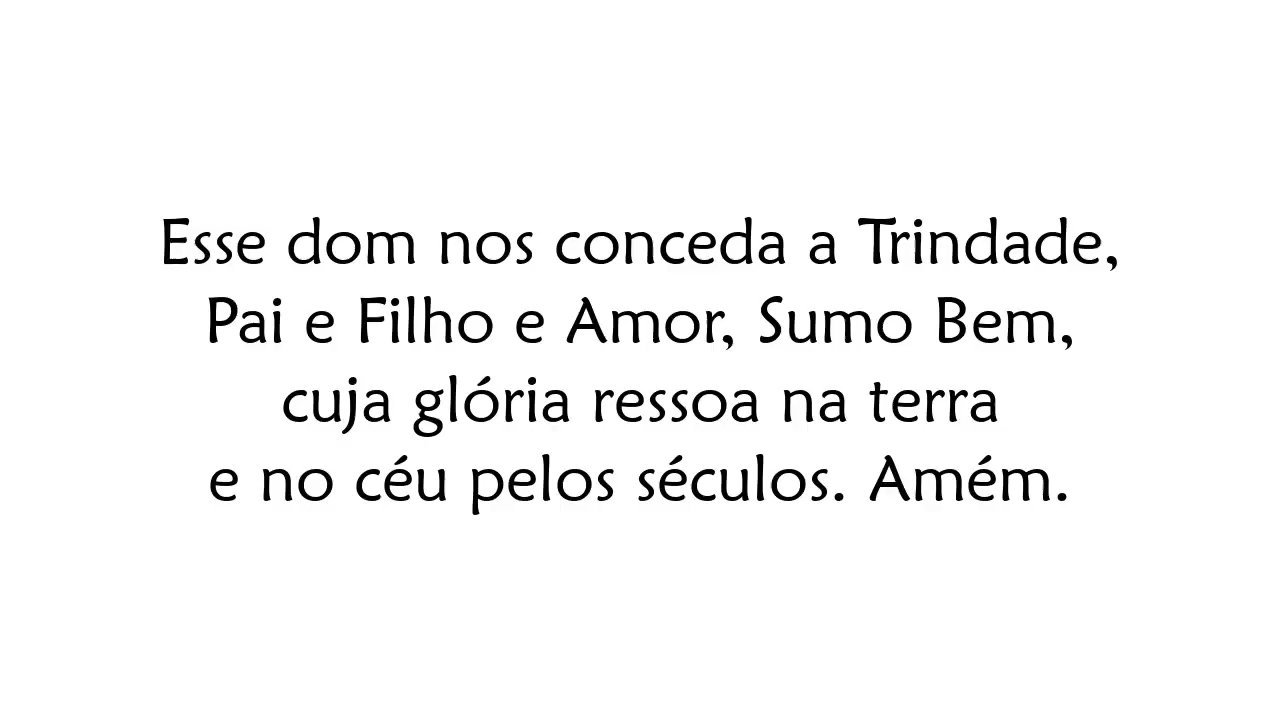 Esse dom nos conceda a Trindade,
Pai e Filho e Amor, Sumo Bem,
cuja glória ressoa na terra
e no céu pelos séculos. Amém.